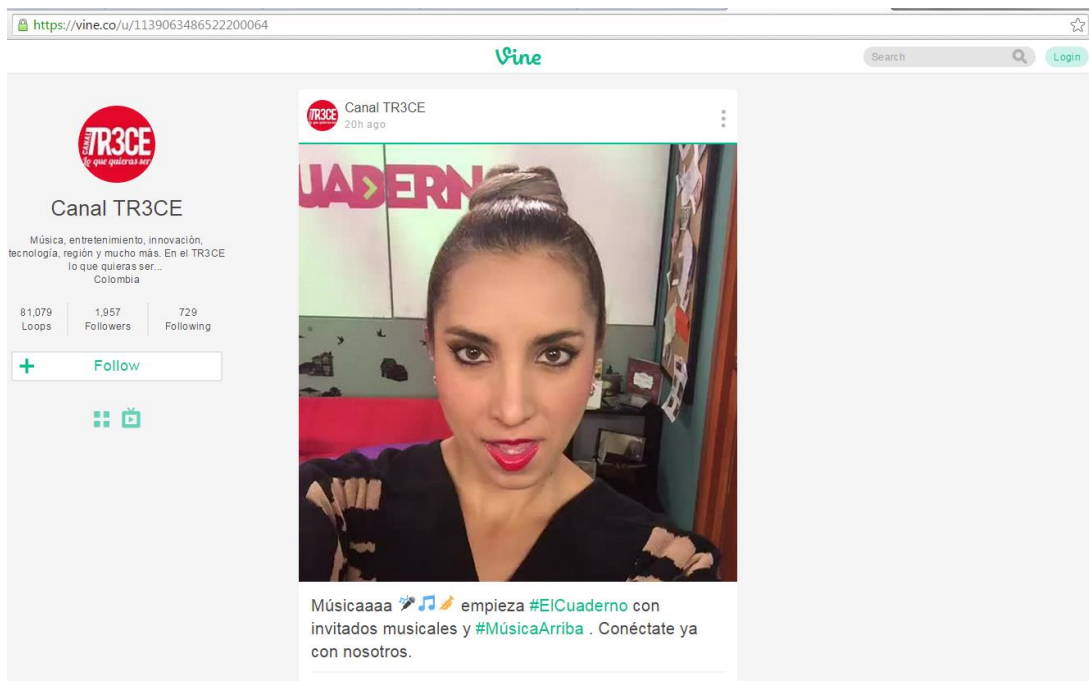 https://vine.co/u/1139063486522200064
Vine
Search
Login
CANAL
TR3CE
lo que quieras ser
Canal TR3CE
Música, entretenimiento, innovación,
tecnología, región y mucho más. En el TR3CE
lo que quieras ser...
Colombia
81,079
Loops
1,957
Followers
729
Following
+ Follow
TR3CE
Canal TR3CE
20h ago
UADERN
Músicaaaa 🎤🎵🎺 empieza #ElCuaderno con
invitados musicales y #MúsicaArriba . Conéctate ya
con nosotros.